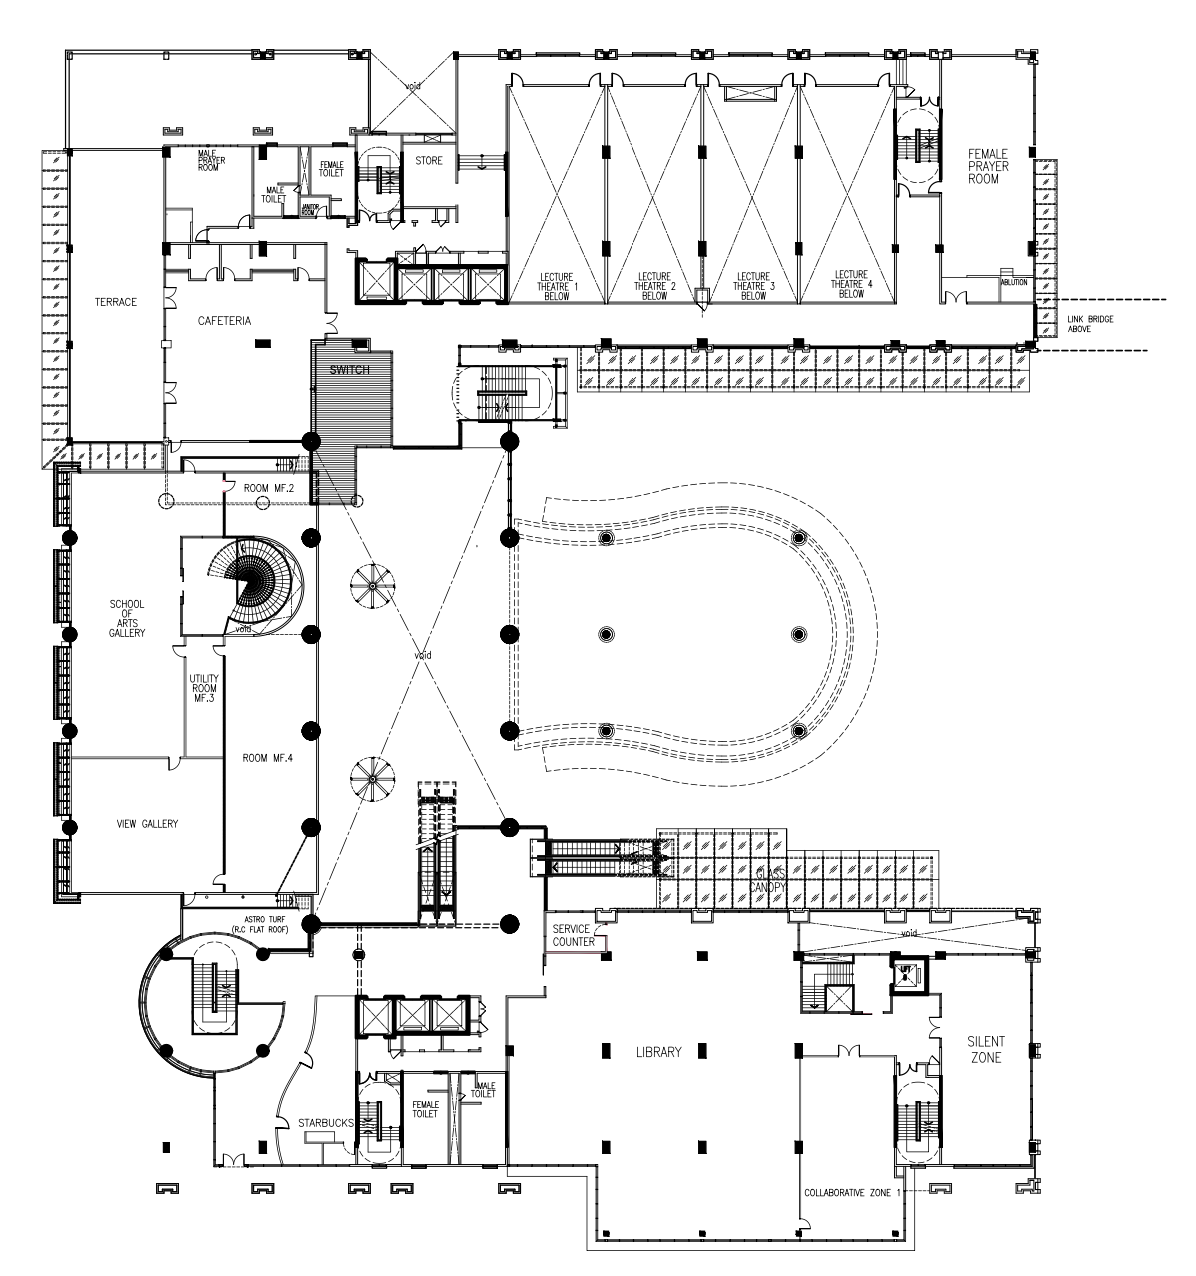 void
MALE
PRAYER
ROOM
FEMALE
TOILET
STORE
MALE
TOILET
JANITOR
ROOM
FEMALE
PRAYER
ROOM
LECTURE
THEATRE 1
BELOW
LECTURE
THEATRE 2
BELOW
LECTURE
THEATRE 3
BELOW
LECTURE
THEATRE 4
BELOW
ABLUTION
TERRACE
CAFETERIA
LINK BRIDGE
ABOVE
SWITCH
ROOM MF.2
SCHOOL
OF
ARTS
GALLERY
void
void
UTILITY
ROOM
MF.3
ROOM MF.4
VIEW GALLERY
GLASS
CANOPY
ASTRO TURF
(R.C FLAT ROOF)
SERVICE
COUNTER
void
LIFT
LIBRARY
SILENT
ZONE
STARBUCKS
FEMALE
TOILET
MALE
TOILET
COLLABORATIVE ZONE 1